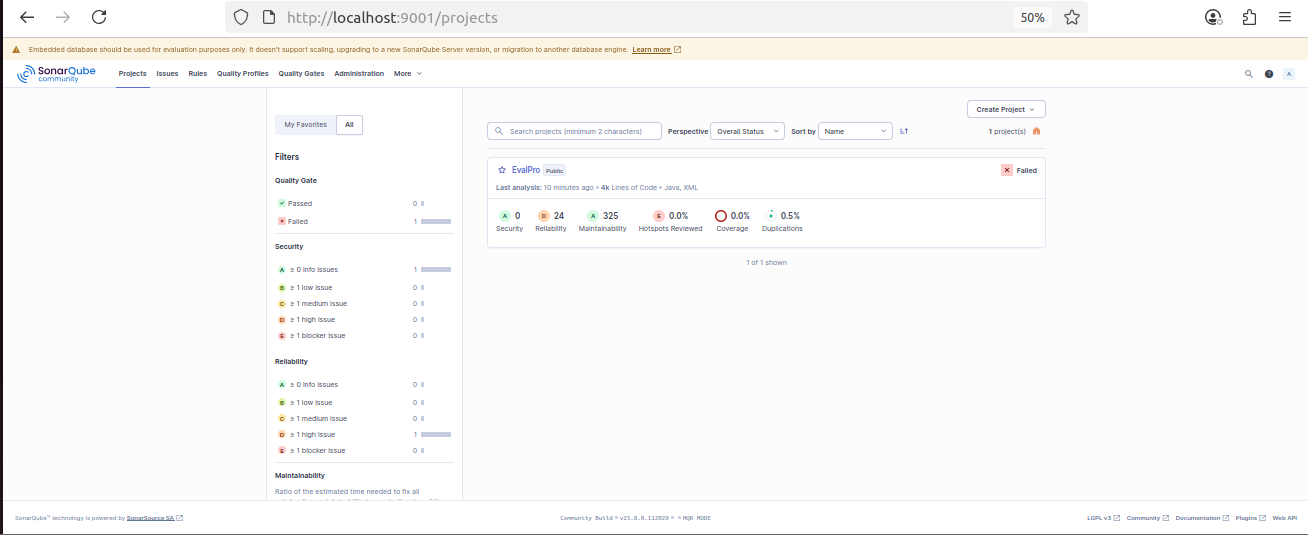 http://localhost:9001/projects
50%
Embedded database should be used for evaluation purposes only. It doesn't support scaling, upgrading to a new SonarQube Server version, or migration to another database engine. Learn more
SonarQube community
Projects Issues Rules Quality Profiles Quality Gates Administration More
A
Create Project
My Favorites All
Search projects (minimum 2 characters) Perspective Overall Status Sort by Name 1 project(s)
Filters
EvalPro Public Failed
Quality Gate
Last analysis: 10 minutes ago • 4k Lines of Code • Java, XML
Passed 0
Failed 1
A 0 D 24 A 325 E 0.0% 0.0% 0.5%
Security Reliability Maintainability Hotspots Reviewed Coverage Duplications
Security
1 of 1 shown
A ≥ 0 info issues 1
B ≥ 1 low issue 0
C ≥ 1 medium issue 0
D ≥ 1 high issue 0
E ≥ 1 blocker issue 0
Reliability
A ≥ 0 info issues 0
B ≥ 1 low issue 0
C ≥ 1 medium issue 0
D ≥ 1 high issue 1
E ≥ 1 blocker issue 0
Maintainability
Ratio of the estimated time needed to fix all
SonarQube™ technology is powered by SonarSource SA Community Build • v25.8.0.112029 • • MQR MODE LGPL v3 Community Documentation Plugins Web API